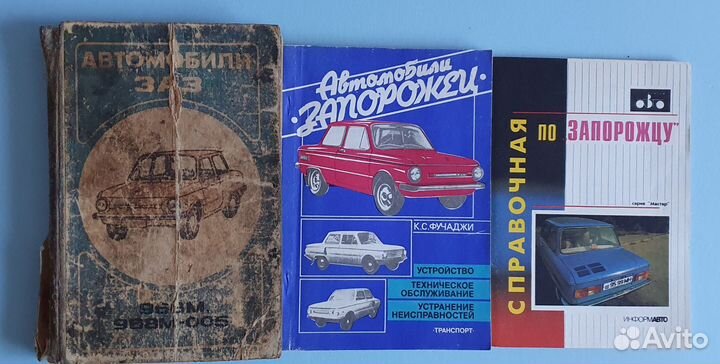 АВТОМОБИЛИ
ЗАЗ
968М
968М-005
Автомобили
·ЗАПОРОЖЕЦ·
К.С.ФУЧАДЖИ
УСТРОЙСТВО
ТЕХНИЧЕСКОЕ
ОБСЛУЖИВАНИЕ
УСТРАНЕНИЕ
НЕИСПРАВНОСТЕЙ
·ТРАНСПОРТ·
СПРАВОЧНАЯ
ПО "ЗАПОРОЖЦУ"
серия "Мастер"
ИНФОРМАВТО
Avito